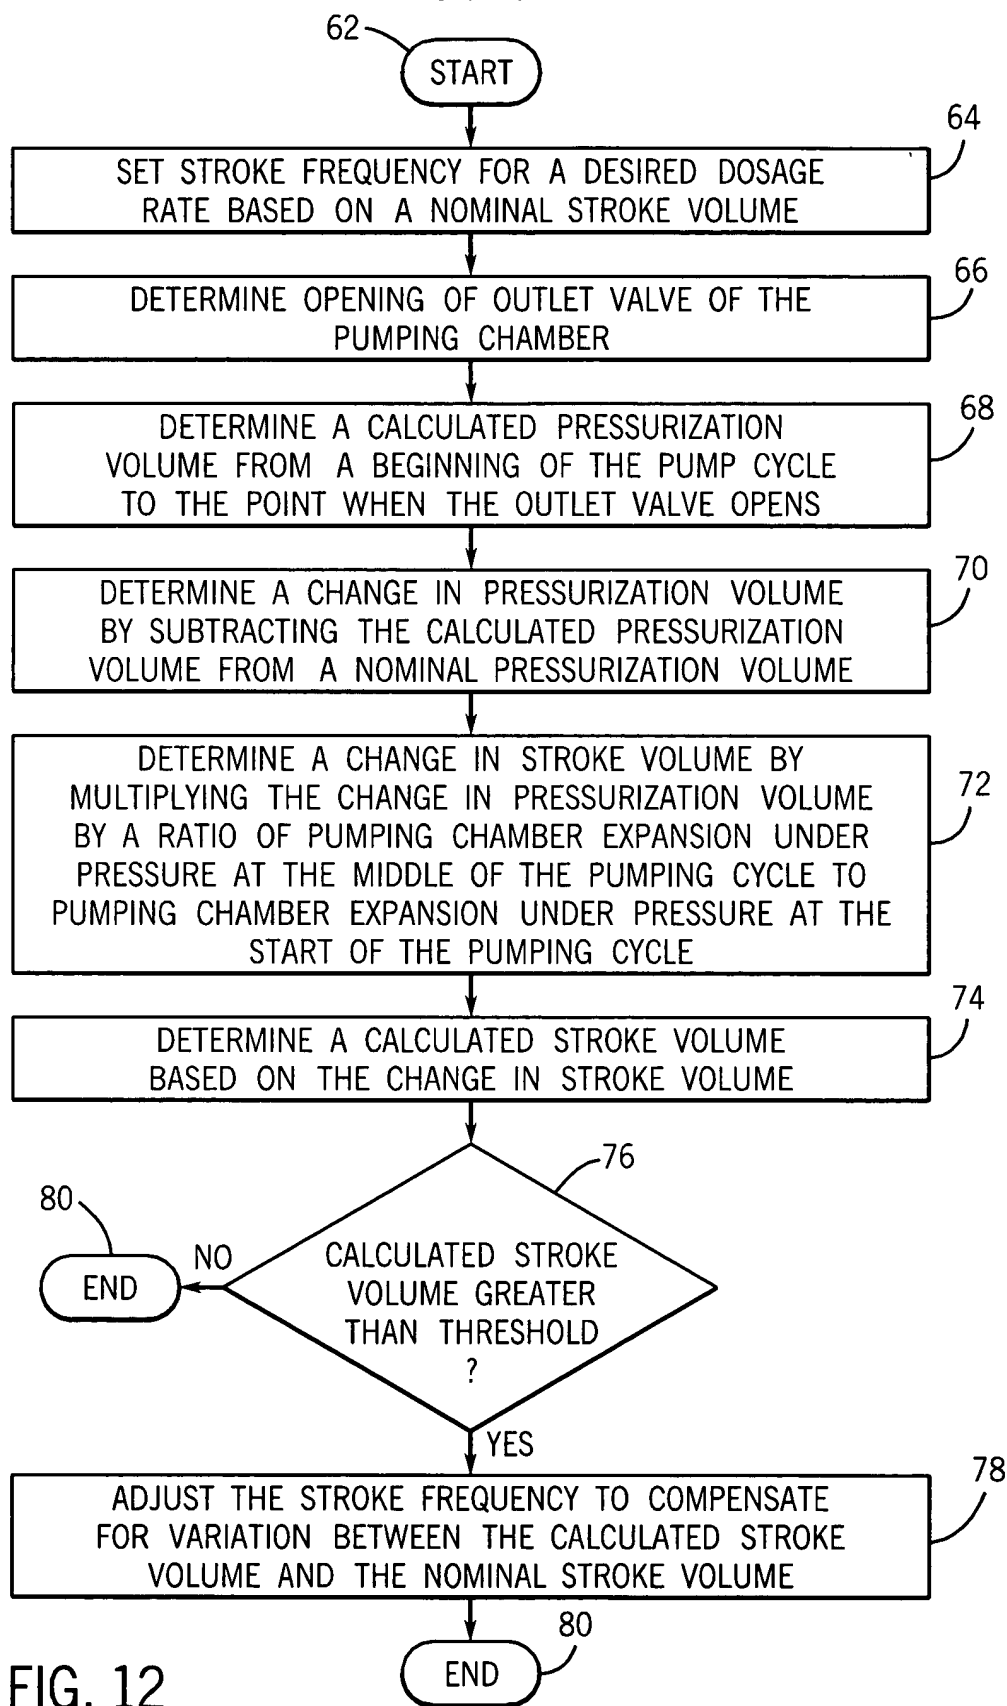 62
START
64
SET STROKE FREQUENCY FOR A DESIRED DOSAGE
RATE BASED ON A NOMINAL STROKE VOLUME
66
DETERMINE OPENING OF OUTLET VALVE OF THE
PUMPING CHAMBER
68
DETERMINE A CALCULATED PRESSURIZATION
VOLUME FROM A BEGINNING OF THE PUMP CYCLE
TO THE POINT WHEN THE OUTLET VALVE OPENS
70
DETERMINE A CHANGE IN PRESSURIZATION VOLUME
BY SUBTRACTING THE CALCULATED PRESSURIZATION
VOLUME FROM A NOMINAL PRESSURIZATION VOLUME
72
DETERMINE A CHANGE IN STROKE VOLUME BY
MULTIPLYING THE CHANGE IN PRESSURIZATION VOLUME
BY A RATIO OF PUMPING CHAMBER EXPANSION UNDER
PRESSURE AT THE MIDDLE OF THE PUMPING CYCLE TO
PUMPING CHAMBER EXPANSION UNDER PRESSURE AT THE
START OF THE PUMPING CYCLE
74
DETERMINE A CALCULATED STROKE VOLUME
BASED ON THE CHANGE IN STROKE VOLUME
76
CALCULATED STROKE
VOLUME GREATER
THAN THRESHOLD
?
80
NO
END
YES
78
ADJUST THE STROKE FREQUENCY TO COMPENSATE
FOR VARIATION BETWEEN THE CALCULATED STROKE
VOLUME AND THE NOMINAL STROKE VOLUME
80
END
FIG. 12